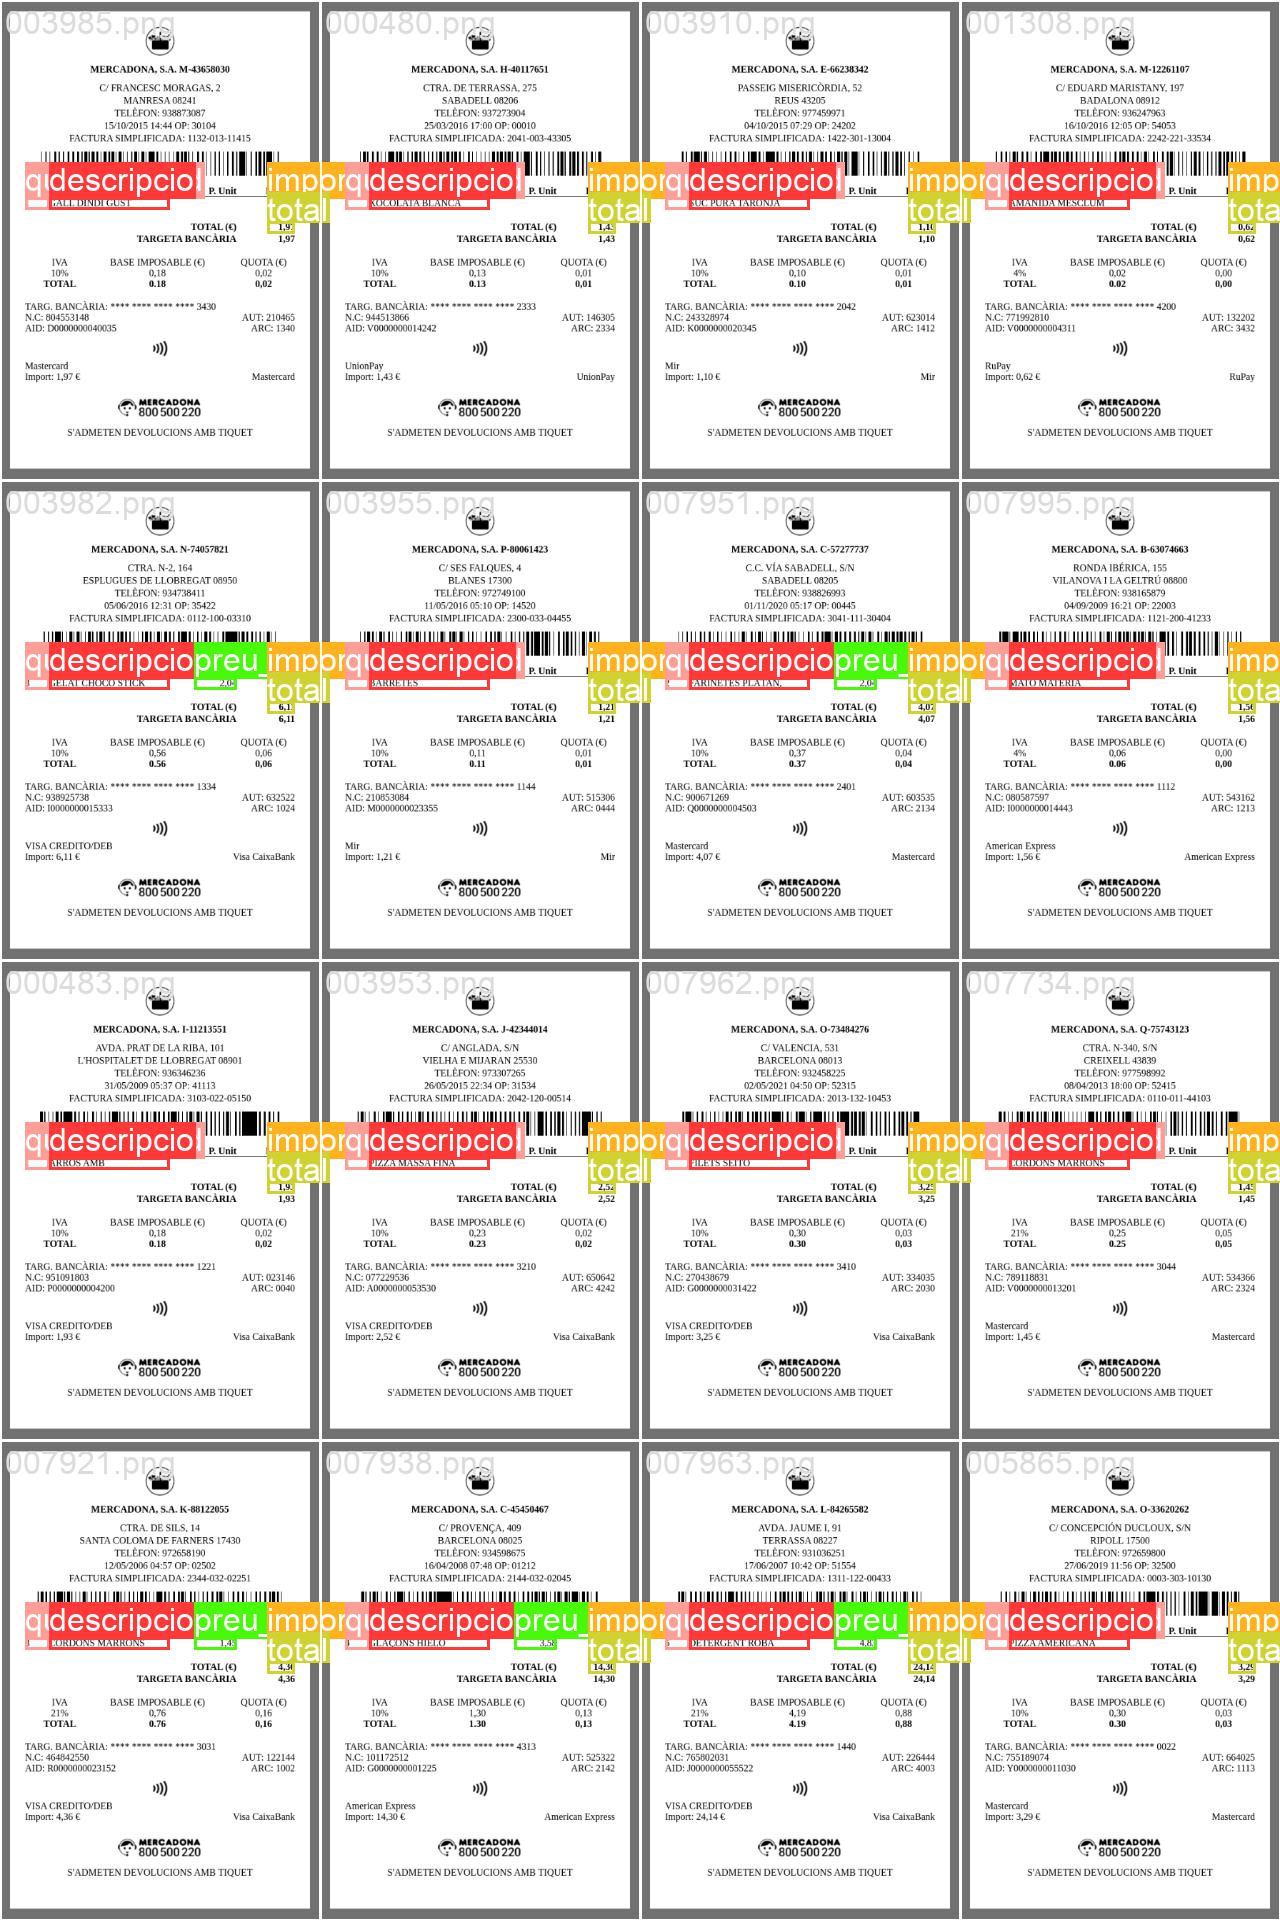 003985.png
MERCADONA, S.A. M-43658030
C/ FRANCESC MORAGAS, 2
MANRESA 08241
TELÈFON: 938873087
15/10/2015 14:44 OP: 30104
FACTURA SIMPLIFICADA: 1132-013-11415
descripcio impor
P. Unit
GALL DINDI GUST total
TOTAL (€) 1,97
TARGETA BANCÀRIA 1,97
IVA BASE IMPOSABLE (€) QUOTA (€)
10% 0,18 0,02
TOTAL 0.18 0,02
TARG. BANCÀRIA: **** **** **** **** 3430
N.C: 804553148 AUT: 210465
AID: D0000000040035 ARC: 1340
Mastercard
Import: 1,97 € Mastercard
MERCADONA
800 500 220
S'ADMETEN DEVOLUCIONS AMB TIQUET
000480.png
MERCADONA, S.A. H-40117651
CTRA. DE TERRASSA, 275
SABADELL 08206
TELÈFON: 937273904
25/03/2016 17:00 OP: 00010
FACTURA SIMPLIFICADA: 2041-003-43305
descripcio impor
P. Unit
XOCOLATA BLANCA total
TOTAL (€) 1,43
TARGETA BANCÀRIA 1,43
IVA BASE IMPOSABLE (€) QUOTA (€)
10% 0,13 0,01
TOTAL 0.13 0,01
TARG. BANCÀRIA: **** **** **** **** 2333
N.C: 944513866 AUT: 146305
AID: V0000000014242 ARC: 2334
UnionPay
Import: 1,43 € UnionPay
MERCADONA
800 500 220
S'ADMETEN DEVOLUCIONS AMB TIQUET
003910.png
MERCADONA, S.A. E-66238342
PASSEIG MISERICÒRDIA, 52
REUS 43205
TELÈFON: 977459971
04/10/2015 07:29 OP: 24202
FACTURA SIMPLIFICADA: 1422-301-13004
descripcio impor
P. Unit
SUC PURA TARONJA total
TOTAL (€) 1,10
TARGETA BANCÀRIA 1,10
IVA BASE IMPOSABLE (€) QUOTA (€)
10% 0,10 0,01
TOTAL 0.10 0,01
TARG. BANCÀRIA: **** **** **** **** 2042
N.C: 243328974 AUT: 623014
AID: K0000000020345 ARC: 1412
Mir
Import: 1,10 € Mir
MERCADONA
800 500 220
S'ADMETEN DEVOLUCIONS AMB TIQUET
001308.png
MERCADONA, S.A. M-12261107
C/ EDUARD MARISTANY, 197
BADALONA 08912
TELÈFON: 936247963
16/10/2016 12:05 OP: 54053
FACTURA SIMPLIFICADA: 2242-221-33534
descripcio imp
P. Unit
AMANIDA MESCLUM total
TOTAL (€) 0,62
TARGETA BANCÀRIA 0,62
IVA BASE IMPOSABLE (€) QUOTA (€)
4% 0,02 0,00
TOTAL 0.02 0,00
TARG. BANCÀRIA: **** **** **** **** 4200
N.C: 771992810 AUT: 132202
AID: V0000000004311 ARC: 3432
RuPay
Import: 0,62 € RuPay
MERCADONA
800 500 220
S'ADMETEN DEVOLUCIONS AMB TIQUET
003982.png
MERCADONA, S.A. N-74057821
CTRA. N-2, 164
ESPLUGUES DE LLOBREGAT 08950
TELÈFON: 934738411
05/06/2016 12:31 OP: 35422
FACTURA SIMPLIFICADA: 0112-100-03310
descripcio preu_ impor
GELAT CHOCO STICK 2,04 total
TOTAL (€) 6,11
TARGETA BANCÀRIA 6,11
IVA BASE IMPOSABLE (€) QUOTA (€)
10% 0,56 0,06
TOTAL 0.56 0,06
TARG. BANCÀRIA: **** **** **** **** 1334
N.C: 938925738 AUT: 632522
AID: I0000000015333 ARC: 1024
VISA CREDITO/DEB
Import: 6,11 € Visa CaixaBank
MERCADONA
800 500 220
S'ADMETEN DEVOLUCIONS AMB TIQUET
003955.png
MERCADONA, S.A. P-80061423
C/ SES FALQUES, 4
BLANES 17300
TELÈFON: 972749100
11/05/2016 05:10 OP: 14520
FACTURA SIMPLIFICADA: 2300-033-04455
descripcio impor
P. Unit
BARRETES total
TOTAL (€) 1,21
TARGETA BANCÀRIA 1,21
IVA BASE IMPOSABLE (€) QUOTA (€)
10% 0,11 0,01
TOTAL 0.11 0,01
TARG. BANCÀRIA: **** **** **** **** 1144
N.C: 210853084 AUT: 515306
AID: M0000000023355 ARC: 0444
Mir
Import: 1,21 € Mir
MERCADONA
800 500 220
S'ADMETEN DEVOLUCIONS AMB TIQUET
007951.png
MERCADONA, S.A. C-57277737
C.C. VÍA SABADELL, S/N
SABADELL 08205
TELÈFON: 938826993
01/11/2020 05:17 OP: 00445
FACTURA SIMPLIFICADA: 3041-111-30404
descripcio preu_ impor
FARINETES PLATAN, 2,04 total
TOTAL (€) 4,07
TARGETA BANCÀRIA 4,07
IVA BASE IMPOSABLE (€) QUOTA (€)
10% 0,37 0,04
TOTAL 0.37 0,04
TARG. BANCÀRIA: **** **** **** **** 2401
N.C: 900671269 AUT: 603535
AID: Q0000000004503 ARC: 2134
Mastercard
Import: 4,07 € Mastercard
MERCADONA
800 500 220
S'ADMETEN DEVOLUCIONS AMB TIQUET
007995.png
MERCADONA, S.A. B-63074663
RONDA IBÉRICA, 155
VILANOVA I LA GELTRÚ 08800
TELÈFON: 938165879
04/09/2009 16:21 OP: 22003
FACTURA SIMPLIFICADA: 1121-200-41233
descripcio imp
P. Unit
MATO MATERIA total
TOTAL (€) 1,56
TARGETA BANCÀRIA 1,56
IVA BASE IMPOSABLE (€) QUOTA (€)
4% 0,06 0,00
TOTAL 0.06 0,00
TARG. BANCÀRIA: **** **** **** **** 1112
N.C: 080587597 AUT: 543162
AID: I0000000014443 ARC: 1213
American Express
Import: 1,56 € American Express
MERCADONA
800 500 220
S'ADMETEN DEVOLUCIONS AMB TIQUET
000483.png
MERCADONA, S.A. I-11213551
AVDA. PRAT DE LA RIBA, 101
L'HOSPITALET DE LLOBREGAT 08901
TELÈFON: 936346236
31/05/2009 05:37 OP: 41113
FACTURA SIMPLIFICADA: 3103-022-05150
descripcio impor
P. Unit
ARROS AMB total
TOTAL (€) 1,93
TARGETA BANCÀRIA 1,93
IVA BASE IMPOSABLE (€) QUOTA (€)
10% 0,18 0,02
TOTAL 0.18 0,02
TARG. BANCÀRIA: **** **** **** **** 1221
N.C: 951091803 AUT: 023146
AID: P0000000004200 ARC: 0040
VISA CREDITO/DEB
Import: 1,93 € Visa CaixaBank
MERCADONA
800 500 220
S'ADMETEN DEVOLUCIONS AMB TIQUET
003953.png
MERCADONA, S.A. J-42344014
C/ ANGLADA, S/N
VIELHA E MIJARAN 25530
TELÈFON: 973307265
26/05/2015 22:34 OP: 31534
FACTURA SIMPLIFICADA: 2042-120-00514
descripcio impor
P. Unit
PIZZA MASSA FINA total
TOTAL (€) 2,52
TARGETA BANCÀRIA 2,52
IVA BASE IMPOSABLE (€) QUOTA (€)
10% 0,23 0,02
TOTAL 0.23 0,02
TARG. BANCÀRIA: **** **** **** **** 3210
N.C: 077229536 AUT: 650642
AID: A0000000053530 ARC: 4242
VISA CREDITO/DEB
Import: 2,52 € Visa CaixaBank
MERCADONA
800 500 220
S'ADMETEN DEVOLUCIONS AMB TIQUET
007962.png
MERCADONA, S.A. O-73484276
C/ VALENCIA, 531
BARCELONA 08013
TELÈFON: 932458225
02/05/2021 04:50 OP: 52315
FACTURA SIMPLIFICADA: 2013-132-10453
descripcio impor
P. Unit
FILETS SEITO total
TOTAL (€) 3,25
TARGETA BANCÀRIA 3,25
IVA BASE IMPOSABLE (€) QUOTA (€)
10% 0,30 0,03
TOTAL 0.30 0,03
TARG. BANCÀRIA: **** **** **** **** 3410
N.C: 270438679 AUT: 334035
AID: G0000000031422 ARC: 2030
VISA CREDITO/DEB
Import: 3,25 € Visa CaixaBank
MERCADONA
800 500 220
S'ADMETEN DEVOLUCIONS AMB TIQUET
007734.png
MERCADONA, S.A. Q-75743123
CTRA. N-340, S/N
CREIXELL 43839
TELÈFON: 977598992
08/04/2013 18:00 OP: 52415
FACTURA SIMPLIFICADA: 0110-011-44103
descripcio imp
P. Unit
CORDONS MARRONS total
TOTAL (€) 1,45
TARGETA BANCÀRIA 1,45
IVA BASE IMPOSABLE (€) QUOTA (€)
21% 0,25 0,05
TOTAL 0.25 0,05
TARG. BANCÀRIA: **** **** **** **** 3044
N.C: 789118831 AUT: 534366
AID: V0000000013201 ARC: 2324
Mastercard
Import: 1,45 € Mastercard
MERCADONA
800 500 220
S'ADMETEN DEVOLUCIONS AMB TIQUET
007921.png
MERCADONA, S.A. K-88122055
CTRA. DE SILS, 14
SANTA COLOMA DE FARNERS 17430
TELÈFON: 972658190
12/05/2006 04:57 OP: 02502
FACTURA SIMPLIFICADA: 2344-032-02251
descripcio preu_ impor
CORDONS MARRONS 1,45 total
TOTAL (€) 4,36
TARGETA BANCÀRIA 4,36
IVA BASE IMPOSABLE (€) QUOTA (€)
21% 0,76 0,16
TOTAL 0.76 0,16
TARG. BANCÀRIA: **** **** **** **** 3031
N.C: 464842550 AUT: 122144
AID: R0000000023152 ARC: 1002
VISA CREDITO/DEB
Import: 4,36 € Visa CaixaBank
MERCADONA
800 500 220
S'ADMETEN DEVOLUCIONS AMB TIQUET
007938.png
MERCADONA, S.A. C-45450467
C/ PROVENÇA, 409
BARCELONA 08025
TELÈFON: 934598675
16/04/2008 07:48 OP: 01212
FACTURA SIMPLIFICADA: 2144-032-02045
descripcio preu_ impor
GLAÇONS HIELO 3,58 total
TOTAL (€) 14,30
TARGETA BANCÀRIA 14,30
IVA BASE IMPOSABLE (€) QUOTA (€)
10% 1,30 0,13
TOTAL 1.30 0,13
TARG. BANCÀRIA: **** **** **** **** 4313
N.C: 101172512 AUT: 525322
AID: G0000000001225 ARC: 2142
American Express
Import: 14,30 € American Express
MERCADONA
800 500 220
S'ADMETEN DEVOLUCIONS AMB TIQUET
007963.png
MERCADONA, S.A. L-84265582
AVDA. JAUME I, 91
TERRASSA 08227
TELÈFON: 931036251
17/06/2007 10:42 OP: 51554
FACTURA SIMPLIFICADA: 1311-122-00433
descripcio preu_ impor
DETERGENT ROBA 4,83 total
TOTAL (€) 24,14
TARGETA BANCÀRIA 24,14
IVA BASE IMPOSABLE (€) QUOTA (€)
21% 4,19 0,88
TOTAL 4.19 0,88
TARG. BANCÀRIA: **** **** **** **** 1440
N.C: 765802031 AUT: 226444
AID: J0000000055522 ARC: 4003
VISA CREDITO/DEB
Import: 24,14 € Visa CaixaBank
MERCADONA
800 500 220
S'ADMETEN DEVOLUCIONS AMB TIQUET
005865.png
MERCADONA, S.A. O-33620262
C/ CONCEPCIÓN DUCLOUX, S/N
RIPOLL 17500
TELÈFON: 972659800
27/06/2019 11:56 OP: 32500
FACTURA SIMPLIFICADA: 0003-303-10130
descripcio imp
P. Unit
PIZZA AMERICANA total
TOTAL (€) 3,29
TARGETA BANCÀRIA 3,29
IVA BASE IMPOSABLE (€) QUOTA (€)
10% 0,30 0,03
TOTAL 0.30 0,03
TARG. BANCÀRIA: **** **** **** **** 0022
N.C: 755189074 AUT: 664025
AID: Y0000000011030 ARC: 1113
Mastercard
Import: 3,29 € Mastercard
MERCADONA
800 500 220
S'ADMETEN DEVOLUCIONS AMB TIQUET